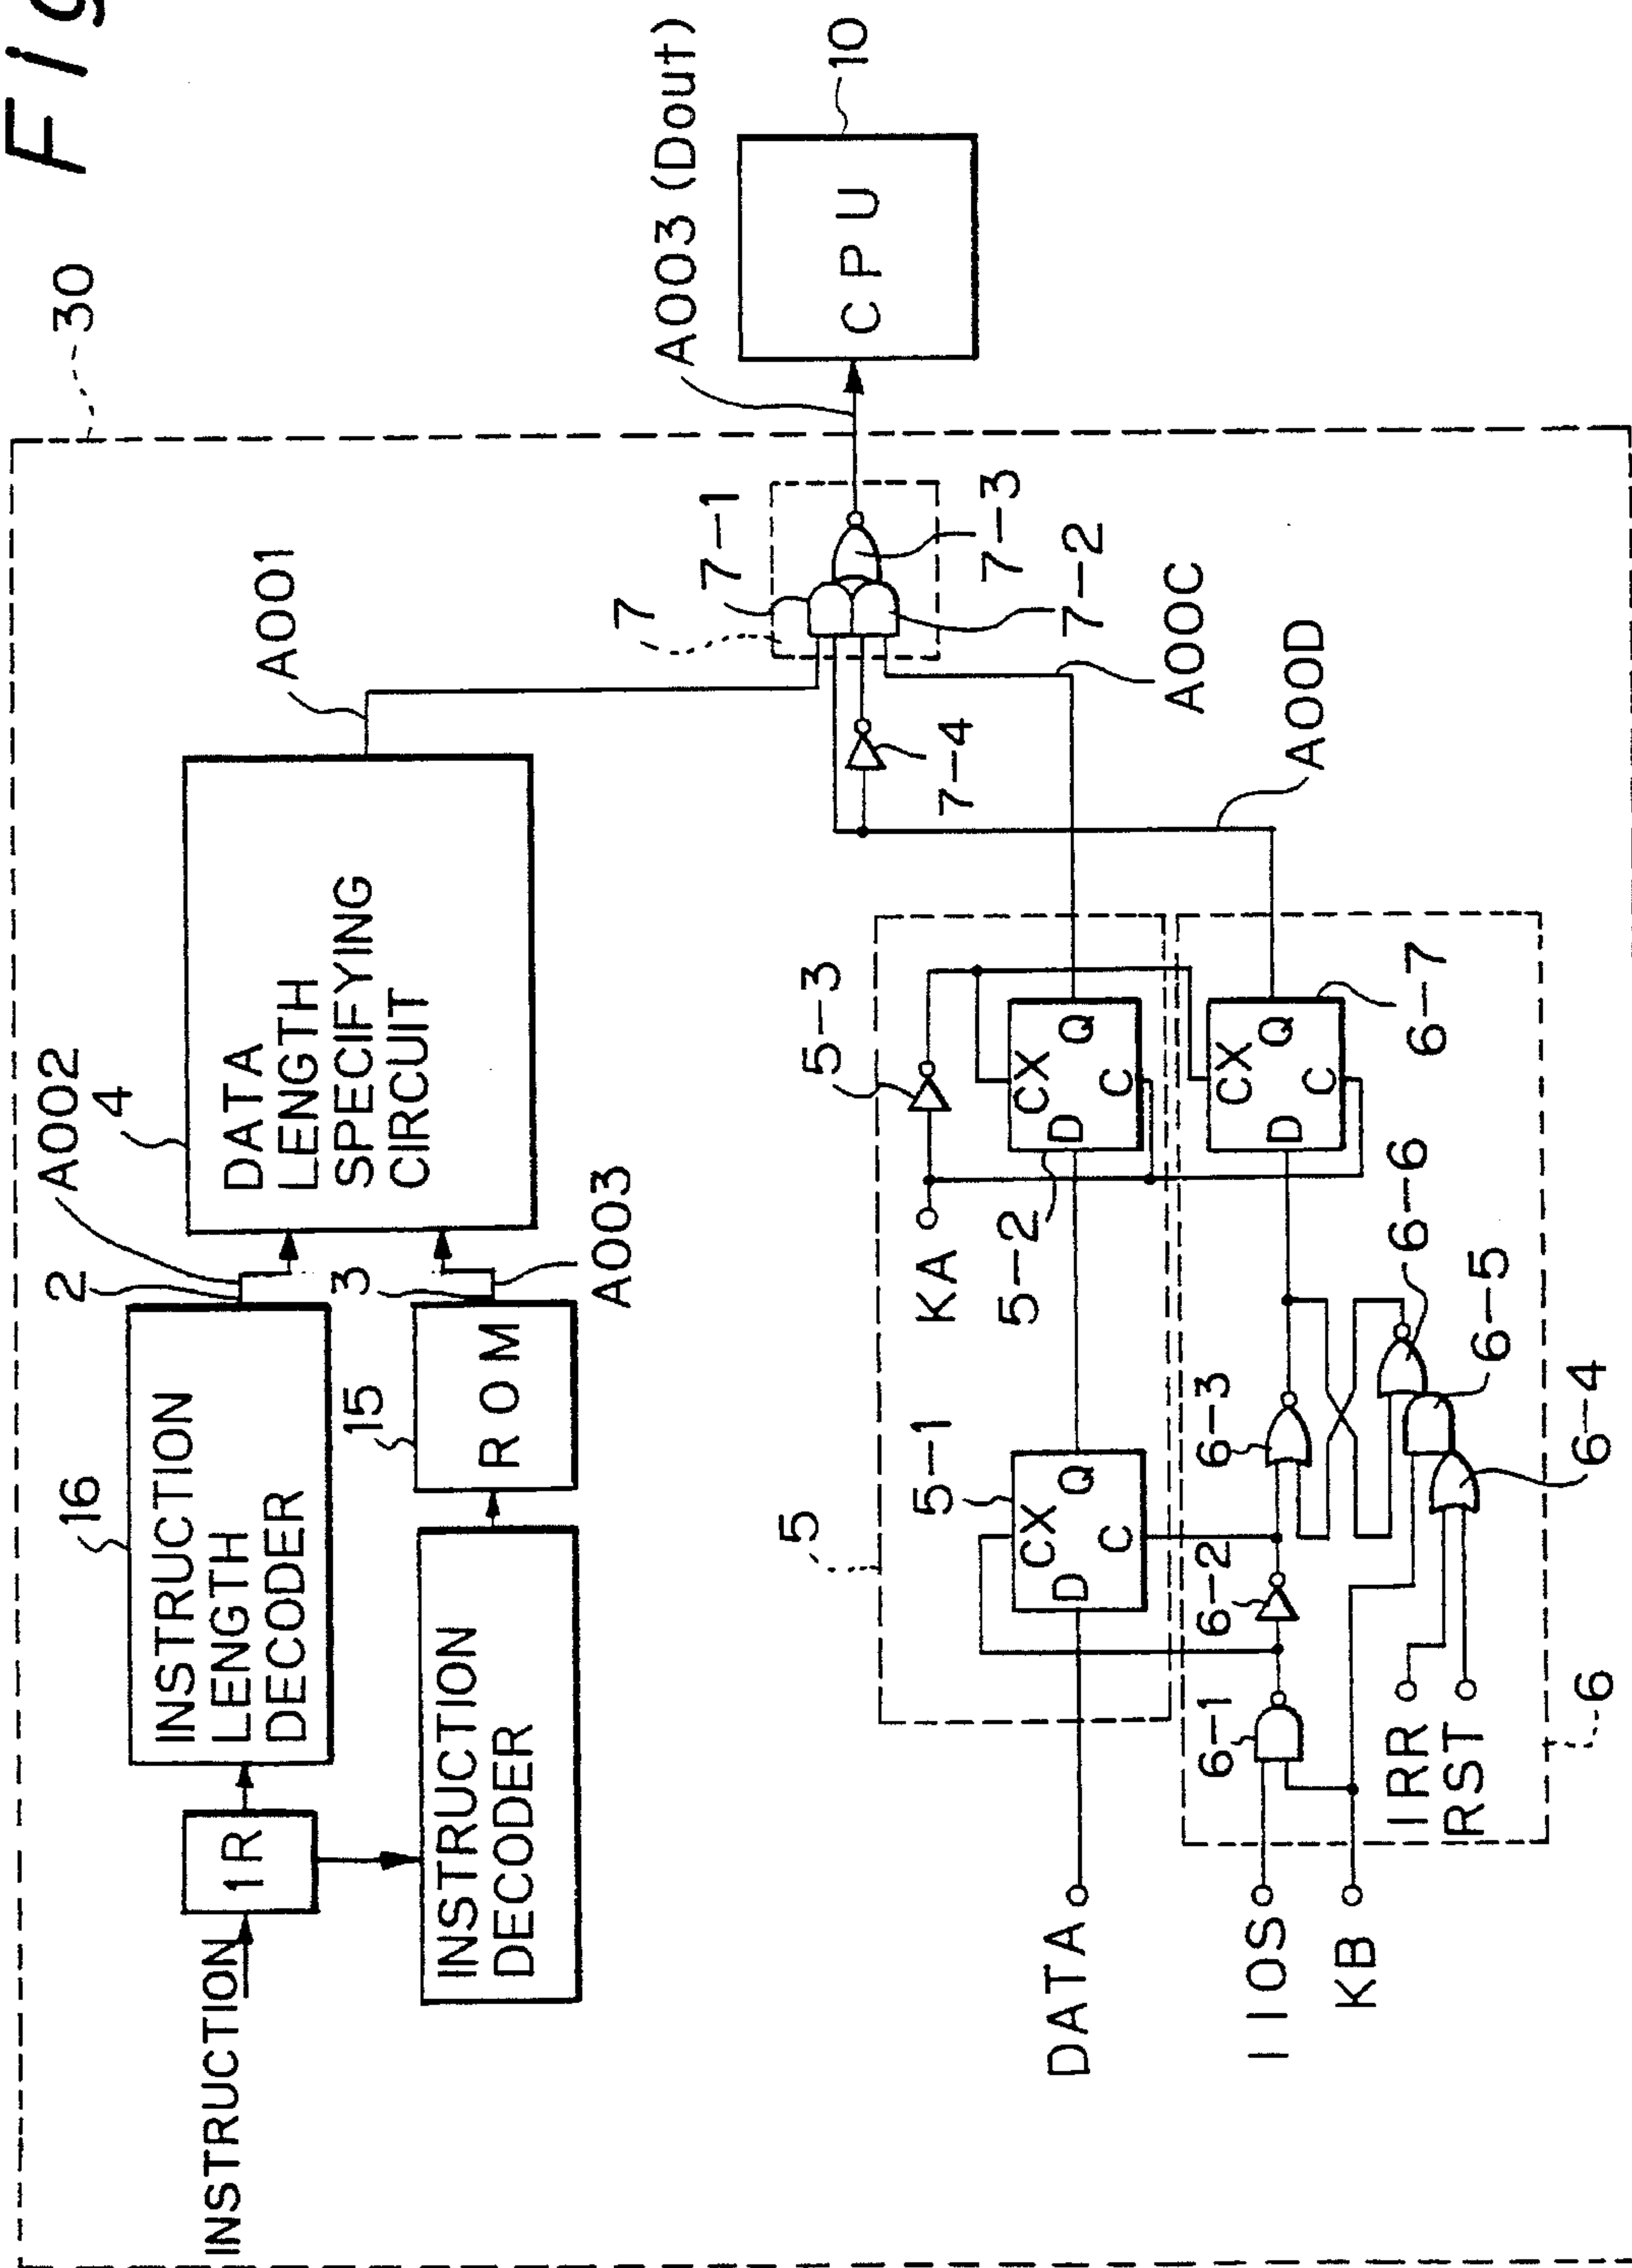 Fig
30
A003 (Dout)
10
CPU
A001
7
7-1
7-3
7-2
7-4
A00C
A00D
A002
4
DATA
LENGTH
SPECIFYING
CIRCUIT
2
3
A003
16
INSTRUCTION
LENGTH
DECODER
15
ROM
1R
INSTRUCTION
INSTRUCTION
DECODER
5
5-1
5-2
5-3
KA
D
CX
C
Q
D
CX
C
Q
D
CX
C
Q
6-7
6-6
6-5
6-4
6-3
6-2
6-1
6
DATA
IIOS
KB
IRR
RST